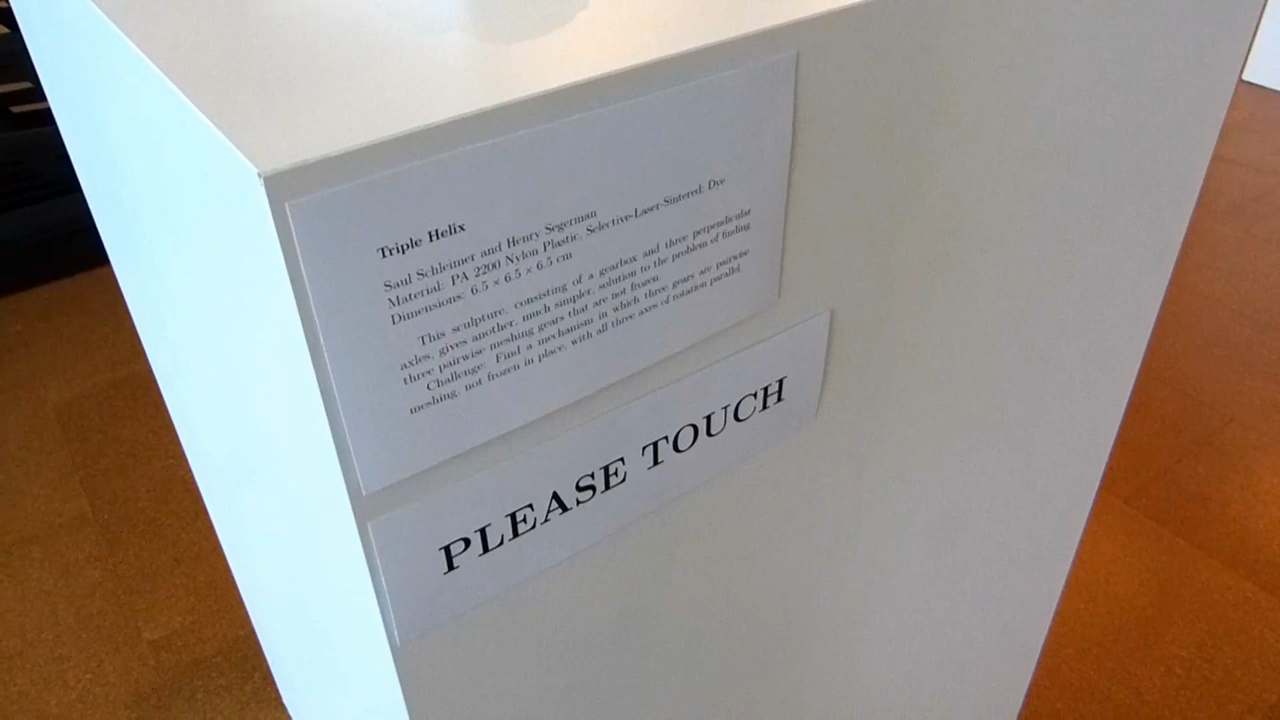 Triple Helix
Saul Schleimer and Henry Segerman
Material: PA 2200 Nylon Plastic, Selective-Laser-Sintered; Dye
Dimensions: 6.5 × 6.5 × 6.5 cm
This sculpture, consisting of a gearbox and three perpendicular
axles, gives another, much simpler, solution to the problem of finding
three pairwise meshing gears that are not frozen.
Challenge: Find a mechanism in which three gears are pairwise
meshing, not frozen in place, with all three axes of rotation parallel.
PLEASE TOUCH